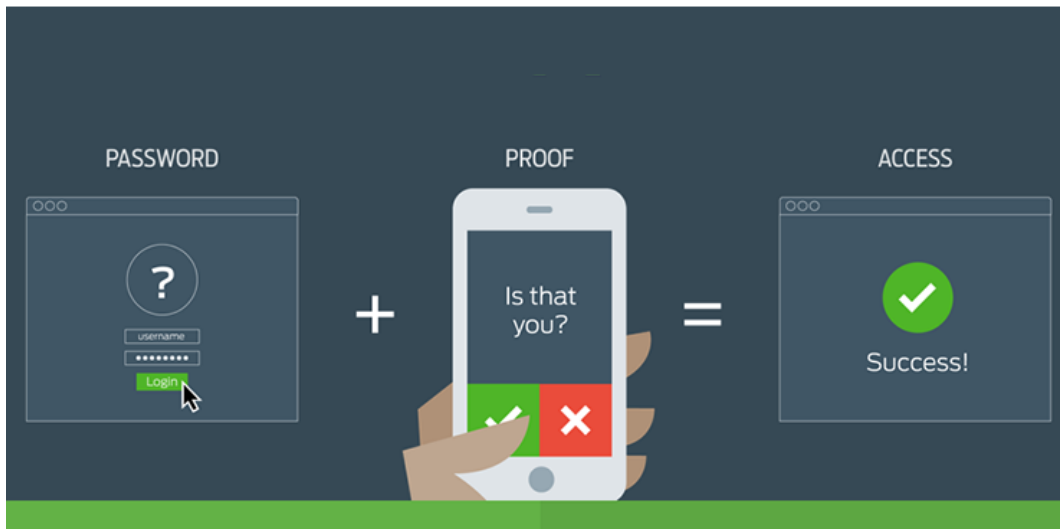 PASSWORD
PROOF
ACCESS
?
username
Login
+
Is that
you?
=
Success!